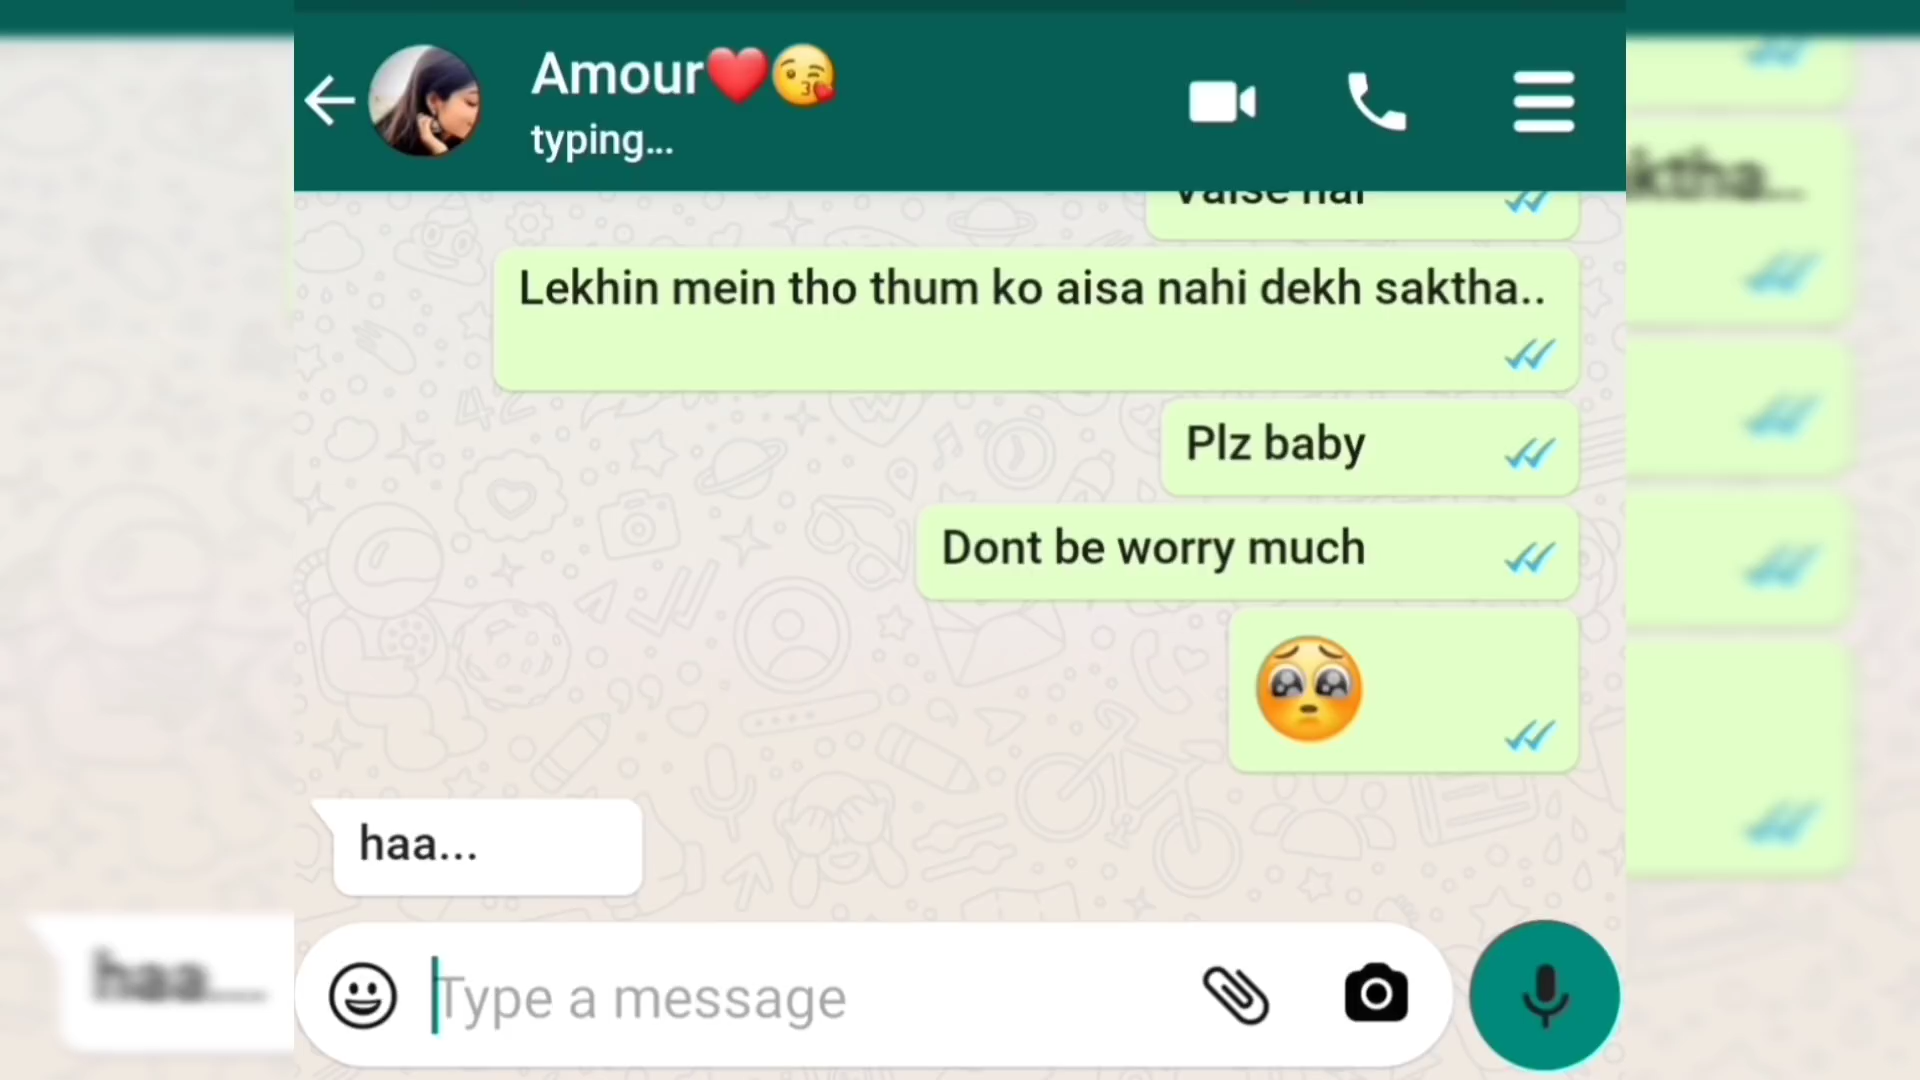 Amour❤️😘
typing...
Lekhin mein tho thum ko aisa nahi dekh saktha..
Plz baby
Dont be worry much
🥺
haa...
Type a message